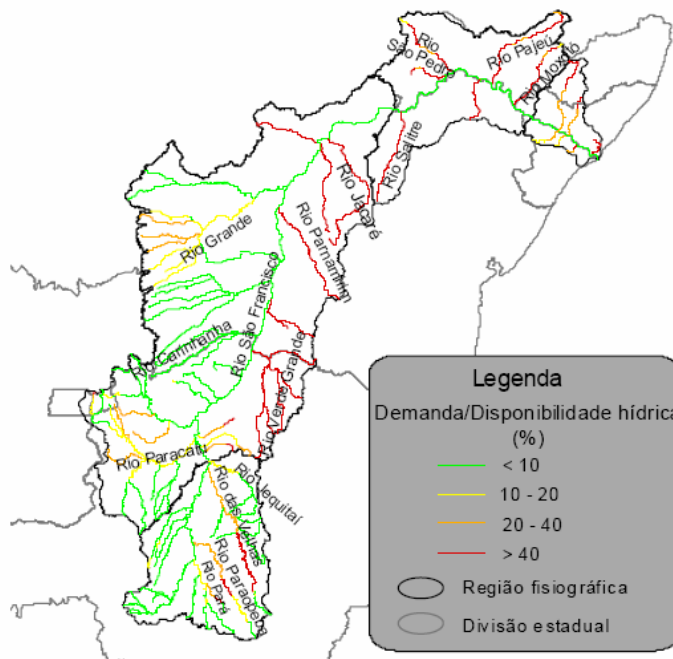 Rio
São Pedro
Rio Pajeú
Rio Moxotó
Rio Salitre
Rio Jacaré
Rio Parnamirim
Rio Grande
Rio São Francisco
Rio Carinhanha
Rio Verde Grande
Rio Paracatu
Rio Jequitaí
Rio das Velhas
Rio Paraopeba
Rio Pará
Legenda
Demanda/Disponibilidade hídrica
(%)
< 10
10 - 20
20 - 40
> 40
Região fisiográfica
Divisão estadual